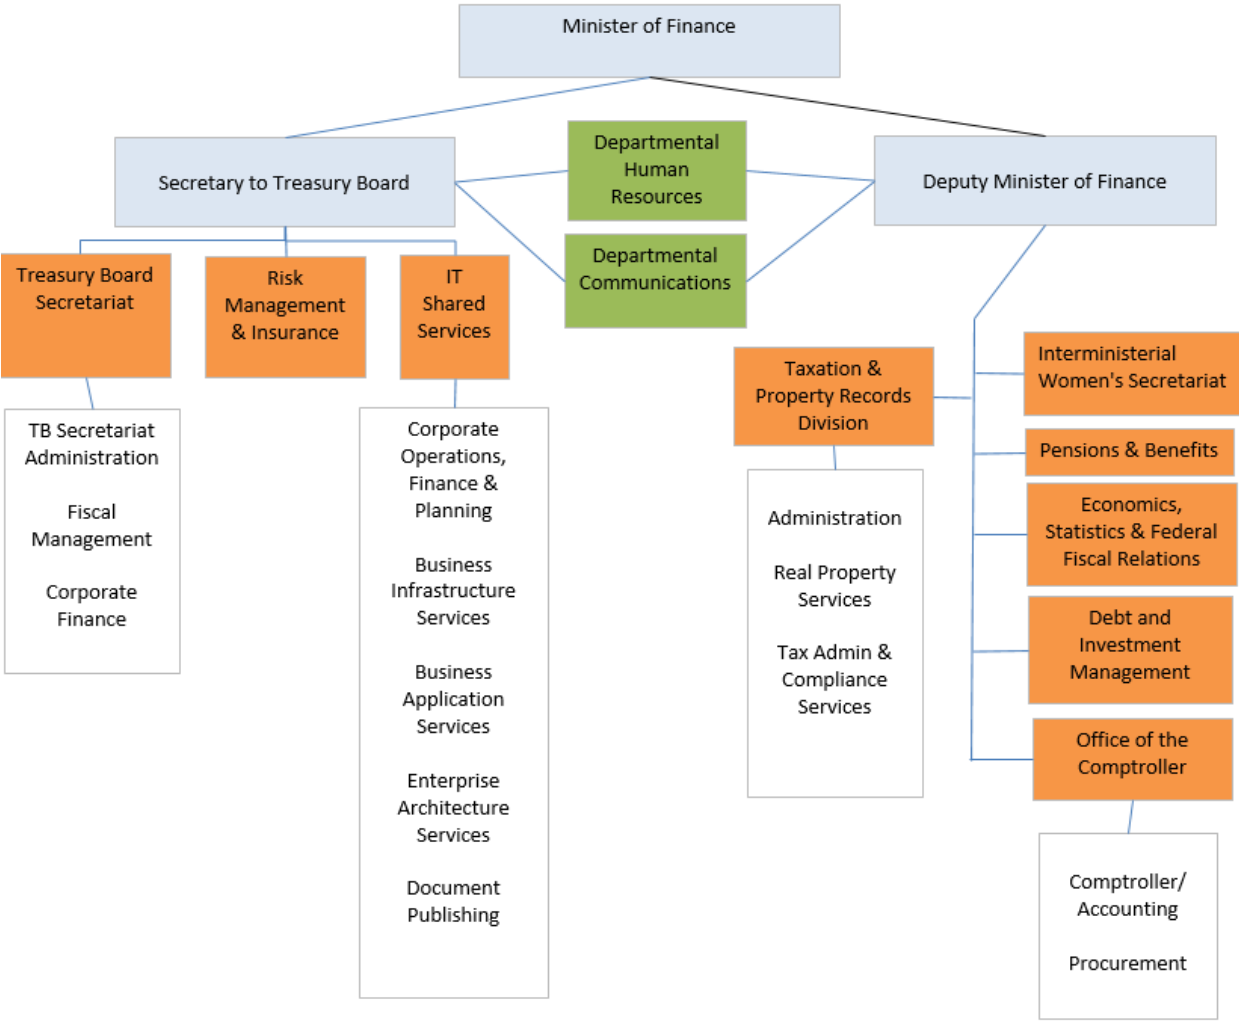 Minister of Finance
Secretary to Treasury Board
Departmental
Human
Resources
Deputy Minister of Finance
Departmental
Communications
Treasury Board
Secretariat
Risk
Management
& Insurance
IT
Shared
Services
TB Secretariat
Administration
Fiscal
Management
Corporate
Finance
Corporate
Operations,
Finance &
Planning
Business
Infrastructure
Services
Business
Application
Services
Enterprise
Architecture
Services
Document
Publishing
Taxation &
Property Records
Division
Administration
Real Property
Services
Tax Admin &
Compliance
Services
Interministerial
Women's Secretariat
Pensions & Benefits
Economics,
Statistics & Federal
Fiscal Relations
Debt and
Investment
Management
Office of the
Comptroller
Comptroller/
Accounting
Procurement